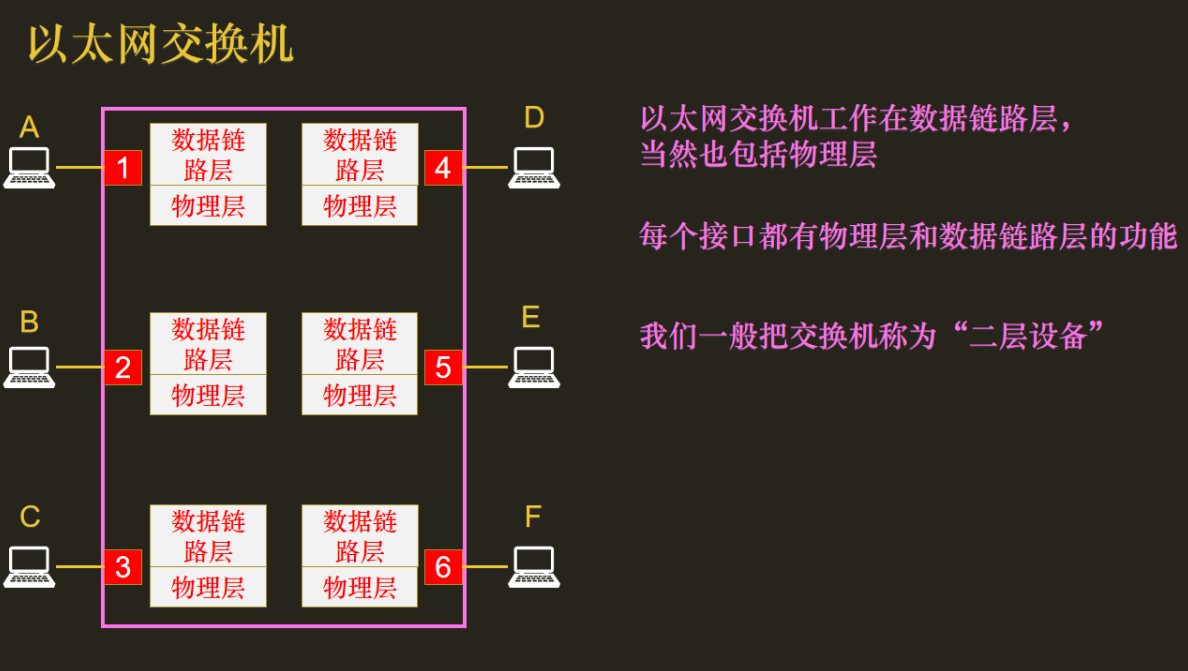 以太网交换机
A
1
数据链
路层
物理层
数据链
路层
物理层
4
D
B
2
数据链
路层
物理层
数据链
路层
物理层
5
E
C
3
数据链
路层
物理层
数据链
路层
物理层
6
F
以太网交换机工作在数据链路层，
当然也包括物理层
每个接口都有物理层和数据链路层的功能
我们一般把交换机称为“二层设备”